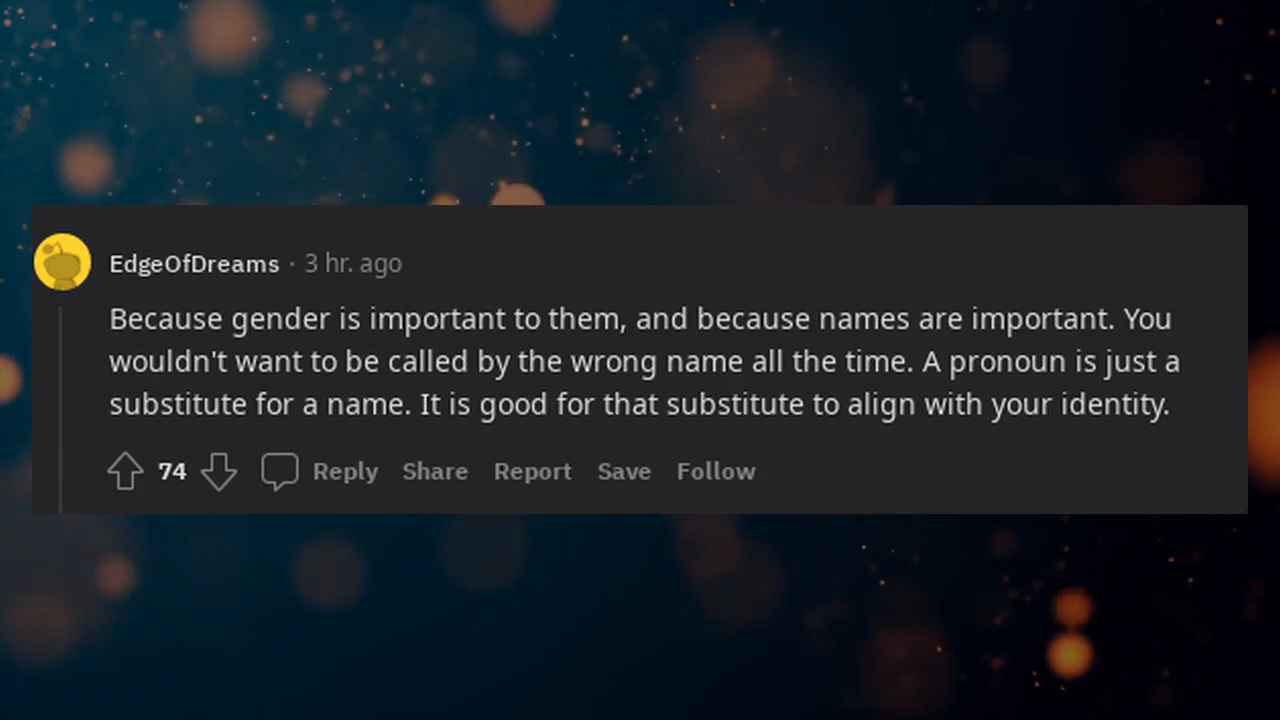 EdgeOfDreams · 3 hr. ago
Because gender is important to them, and because names are important. You
wouldn't want to be called by the wrong name all the time. A pronoun is just a
substitute for a name. It is good for that substitute to align with your identity.
74 Reply Share Report Save Follow